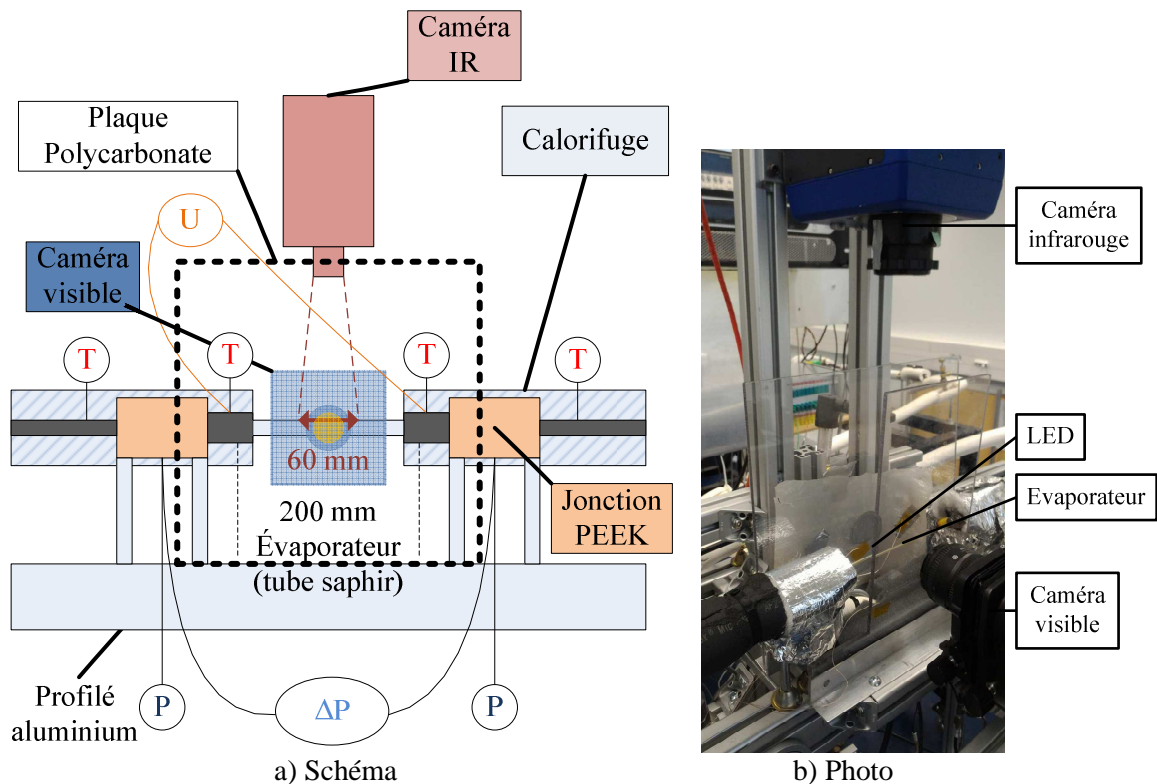 Caméra
IR
Plaque
Polycarbonate
Calorifuge
U
Caméra
visible
T
T
T
T
60 mm
200 mm
Évaporateur
(tube saphir)
Jonction
PEEK
Profilé
aluminium
P
ΔP
P
a) Schéma
Caméra
infrarouge
LED
Evaporateur
Caméra
visible
b) Photo